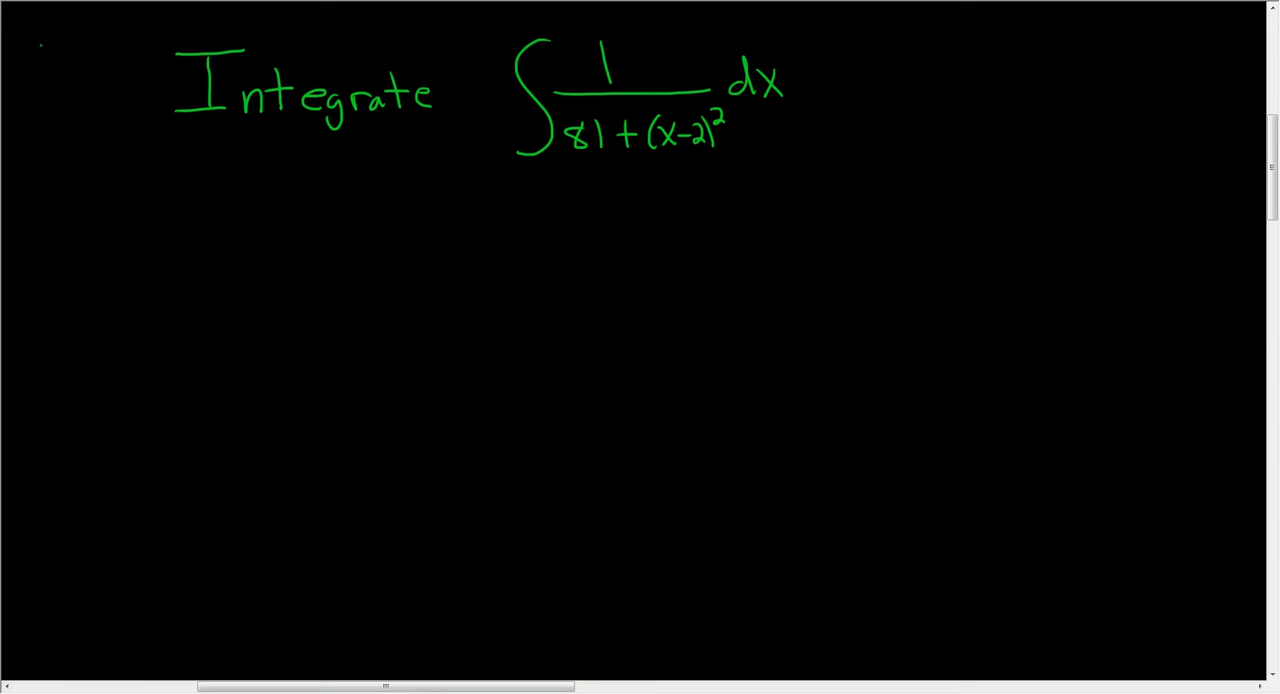 Integrate ∫ 1/(81+(x-2)²) dx